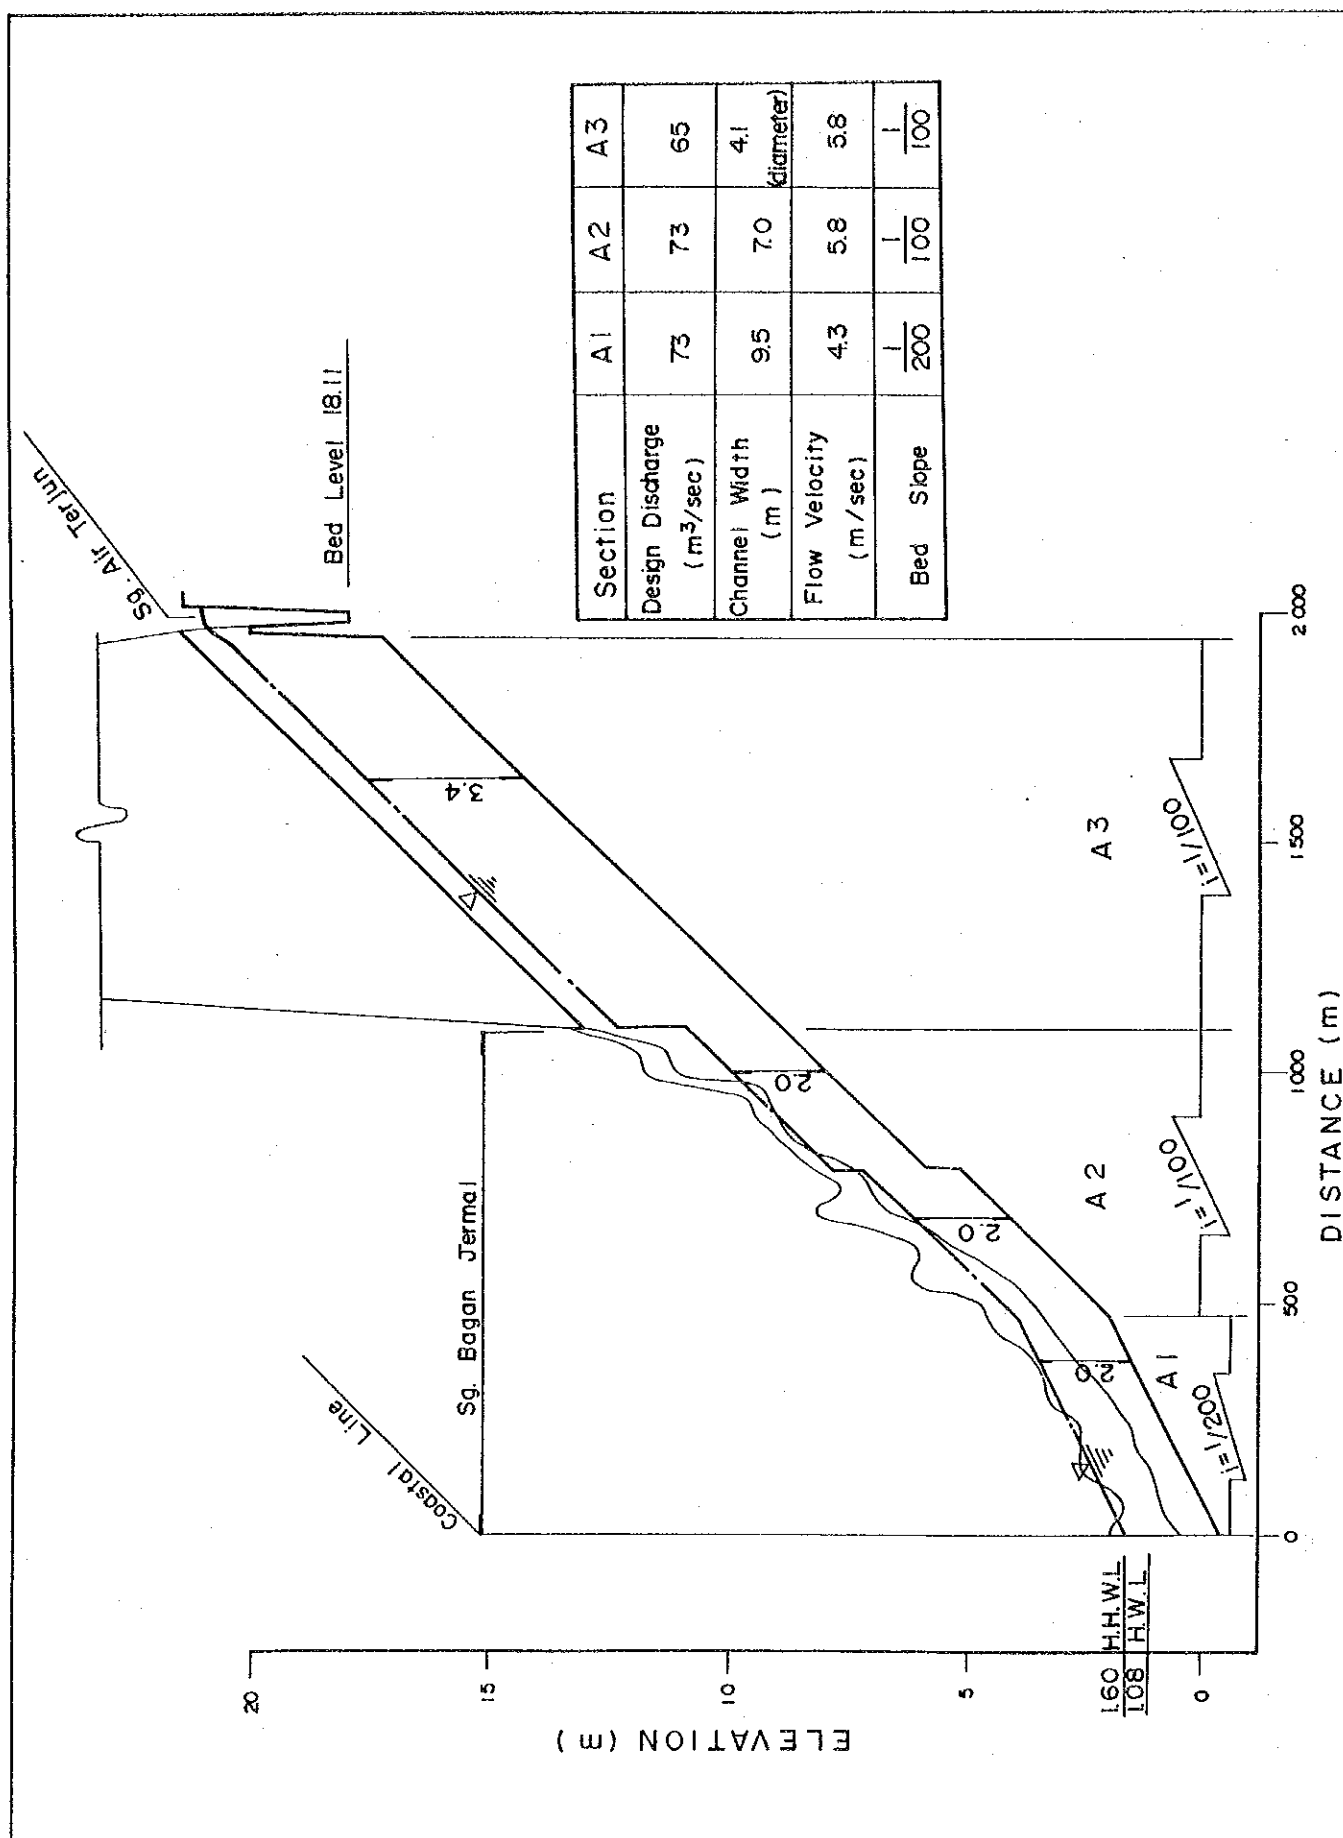 Sg. Air Terjun
Bed Level 18.11
Coastal Line
Sg. Bagan Jermal
3.4
2.0
2.0
2.0
ELEVATION (m)
20
15
10
5
0
1.60 H.H.W.L
1.08 H.W.L
A1
A2
A3
i=1/200
i=1/100
i=1/100
0
500
1000
1500
2000
DISTANCE (m)
Section A1 A2 A3
Design Discharge (m³/sec) 73 73 65
Channel Width (m) 9.5 7.0 4.1 (diameter)
Flow Velocity (m/sec) 4.3 5.8 5.8
Bed Slope 1/200 1/100 1/100